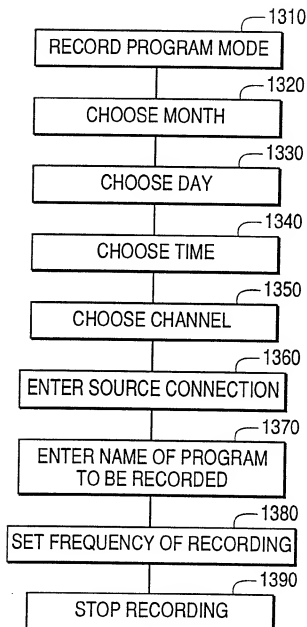 1310
RECORD PROGRAM MODE
1320
CHOOSE MONTH
1330
CHOOSE DAY
1340
CHOOSE TIME
1350
CHOOSE CHANNEL
1360
ENTER SOURCE CONNECTION
1370
ENTER NAME OF PROGRAM
TO BE RECORDED
1380
SET FREQUENCY OF RECORDING
1390
STOP RECORDING